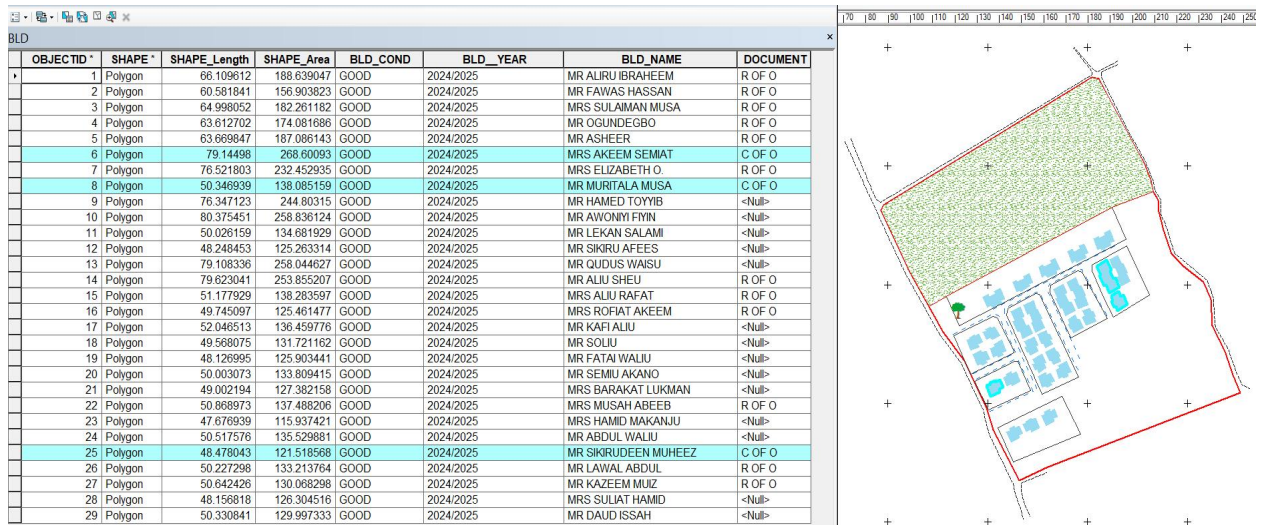 BLD
OBJECTID * SHAPE * SHAPE_Length SHAPE_Area BLD_COND BLD__YEAR BLD_NAME DOCUMENT
1 Polygon 66.109612 188.639047 GOOD 2024/2025 MR ALIRU IBRAHEEM R OF O
2 Polygon 60.581841 156.903823 GOOD 2024/2025 MR FAWAS HASSAN R OF O
3 Polygon 64.998052 182.261182 GOOD 2024/2025 MRS SULAIMAN MUSA R OF O
4 Polygon 63.612702 174.081686 GOOD 2024/2025 MR OGUNDEGBO R OF O
5 Polygon 63.669847 187.086143 GOOD 2024/2025 MR ASHEER R OF O
6 Polygon 79.14498 268.60093 GOOD 2024/2025 MRS AKEEM SEMIAT C OF O
7 Polygon 76.521803 232.452935 GOOD 2024/2025 MRS ELIZABETH O. R OF O
8 Polygon 50.346939 138.085159 GOOD 2024/2025 MR MURITALA MUSA C OF O
9 Polygon 76.347123 244.80315 GOOD 2024/2025 MR HAMED TOYYIB <Null>
10 Polygon 80.375451 258.836124 GOOD 2024/2025 MR AWONIYI FIYIN <Null>
11 Polygon 50.026159 134.681929 GOOD 2024/2025 MR LEKAN SALAMI <Null>
12 Polygon 48.248453 125.263314 GOOD 2024/2025 MR SIKIRU AFEES <Null>
13 Polygon 79.108336 258.044627 GOOD 2024/2025 MR QUDUS WAISU <Null>
14 Polygon 79.623041 253.855207 GOOD 2024/2025 MR ALIU SHEU R OF O
15 Polygon 51.177929 138.283597 GOOD 2024/2025 MRS ALIU RAFAT R OF O
16 Polygon 49.745097 125.461477 GOOD 2024/2025 MRS ROFIAT AKEEM R OF O
17 Polygon 52.046513 136.459776 GOOD 2024/2025 MR KAFI ALIU <Null>
18 Polygon 49.568075 131.721162 GOOD 2024/2025 MR SOLIU <Null>
19 Polygon 48.126995 125.903441 GOOD 2024/2025 MR FATAI WALIU <Null>
20 Polygon 50.003073 133.809415 GOOD 2024/2025 MR SEMIU AKANO <Null>
21 Polygon 49.002194 127.382158 GOOD 2024/2025 MRS BARAKAT LUKMAN <Null>
22 Polygon 50.868973 137.488206 GOOD 2024/2025 MRS MUSAH ABEEB R OF O
23 Polygon 47.676939 115.937421 GOOD 2024/2025 MRS HAMID MAKANJU <Null>
24 Polygon 50.517576 135.529881 GOOD 2024/2025 MR ABDUL WALIU <Null>
25 Polygon 48.478043 121.518568 GOOD 2024/2025 MR SIKIRUDEEN MUHEEZ C OF O
26 Polygon 50.227298 133.213764 GOOD 2024/2025 MR LAWAL ABDUL R OF O
27 Polygon 50.642426 130.068298 GOOD 2024/2025 MR KAZEEM MUIZ R OF O
28 Polygon 48.156818 126.304516 GOOD 2024/2025 MRS SULIAT HAMID <Null>
29 Polygon 50.330841 129.997333 GOOD 2024/2025 MR DAUD ISSAH <Null>
70 80 90 100 110 120 130 140 150 160 170 180 190 200 210 220 230 240 250